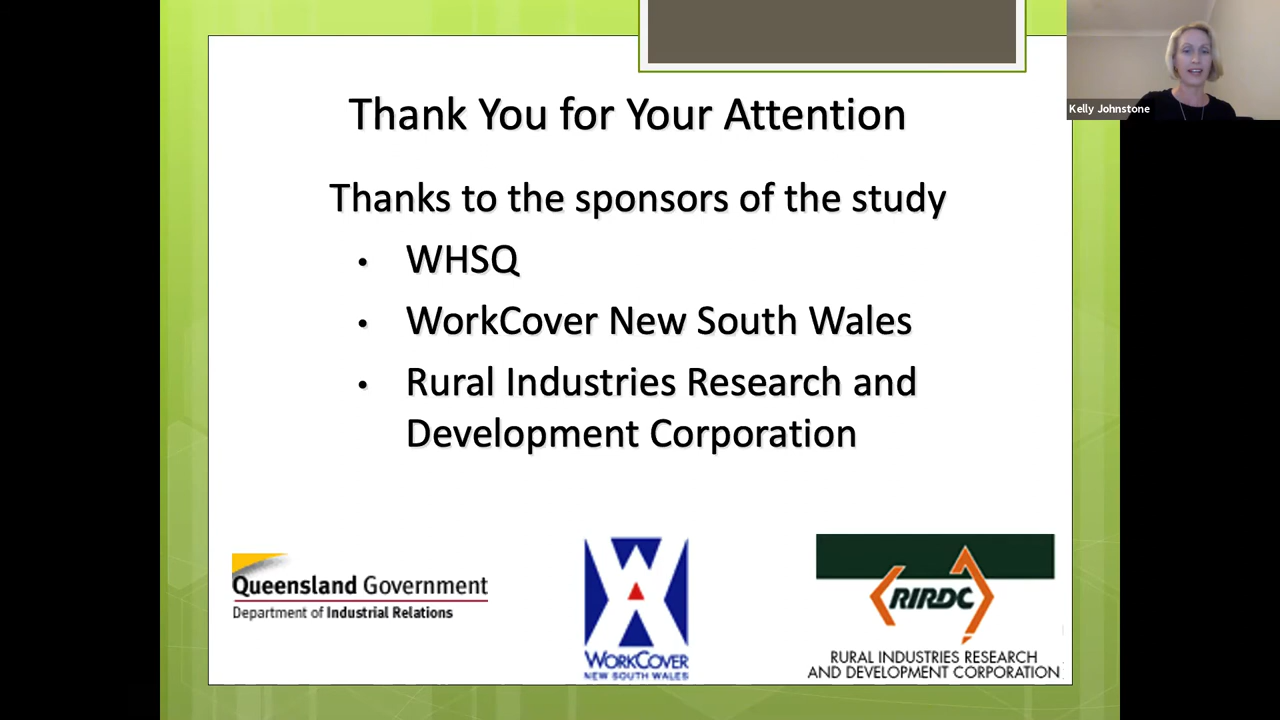 Thank You for Your Attention
Kelly Johnstone
Thanks to the sponsors of the study
• WHSQ
• WorkCover New South Wales
• Rural Industries Research and
Development Corporation
Queensland Government
Department of Industrial Relations
WORKCOVER
NEW SOUTH WALES
RIRDC
RURAL INDUSTRIES RESEARCH
AND DEVELOPMENT CORPORATION